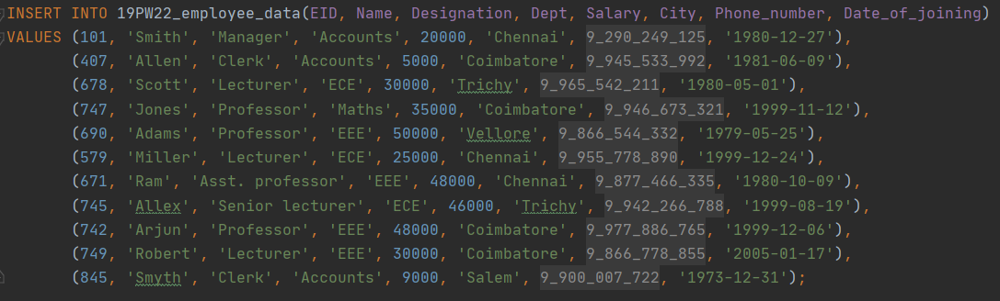 INSERT INTO 19PW22_employee_data(EID, Name, Designation, Dept, Salary, City, Phone_number, Date_of_joining)
VALUES (101, 'Smith', 'Manager', 'Accounts', 20000, 'Chennai', 9_290_249_125, '1980-12-27'),
(407, 'Allen', 'Clerk', 'Accounts', 5000, 'Coimbatore', 9_945_533_992, '1981-06-09'),
(678, 'Scott', 'Lecturer', 'ECE', 30000, 'Trichy', 9_965_542_211, '1980-05-01'),
(747, 'Jones', 'Professor', 'Maths', 35000, 'Coimbatore', 9_946_673_321, '1999-11-12'),
(690, 'Adams', 'Professor', 'EEE', 50000, 'Vellore', 9_866_544_332, '1979-05-25'),
(579, 'Miller', 'Lecturer', 'ECE', 25000, 'Chennai', 9_955_778_890, '1999-12-24'),
(671, 'Ram', 'Asst. professor', 'EEE', 48000, 'Chennai', 9_877_466_335, '1980-10-09'),
(745, 'Allex', 'Senior lecturer', 'ECE', 46000, 'Trichy', 9_942_266_788, '1999-08-19'),
(742, 'Arjun', 'Professor', 'EEE', 48000, 'Coimbatore', 9_977_886_765, '1999-12-06'),
(749, 'Robert', 'Lecturer', 'EEE', 30000, 'Coimbatore', 9_866_778_855, '2005-01-17'),
(845, 'Smyth', 'Clerk', 'Accounts', 9000, 'Salem', 9_900_007_722, '1973-12-31');